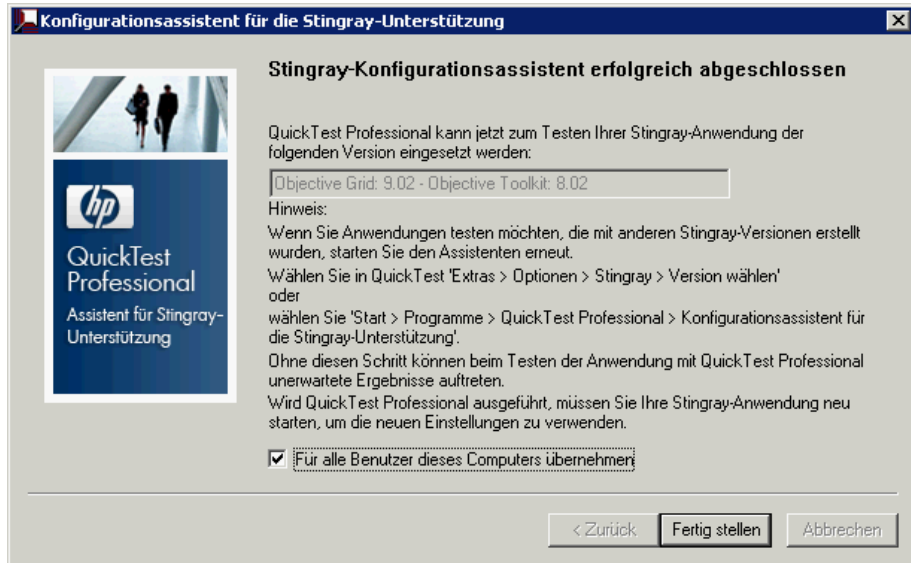 Konfigurationsassistent für die Stingray-Unterstützung
Stingray-Konfigurationsassistent erfolgreich abgeschlossen
QuickTest Professional kann jetzt zum Testen Ihrer Stingray-Anwendung der
folgenden Version eingesetzt werden:
Objective Grid: 9.02 - Objective Toolkit: 8.02
Hinweis:
Wenn Sie Anwendungen testen möchten, die mit anderen Stingray-Versionen erstellt
wurden, starten Sie den Assistenten erneut.
Wählen Sie in QuickTest 'Extras > Optionen > Stingray > Version wählen'
oder
wählen Sie 'Start > Programme > QuickTest Professional > Konfigurationsassistent für
die Stingray-Unterstützung'.
Ohne diesen Schritt können beim Testen der Anwendung mit QuickTest Professional
unerwartete Ergebnisse auftreten.
Wird QuickTest Professional ausgeführt, müssen Sie Ihre Stingray-Anwendung neu
starten, um die neuen Einstellungen zu verwenden.
Für alle Benutzer dieses Computers übernehmen
hp
QuickTest
Professional
Assistent für Stingray-
Unterstützung
< Zurück
Fertig stellen
Abbrechen